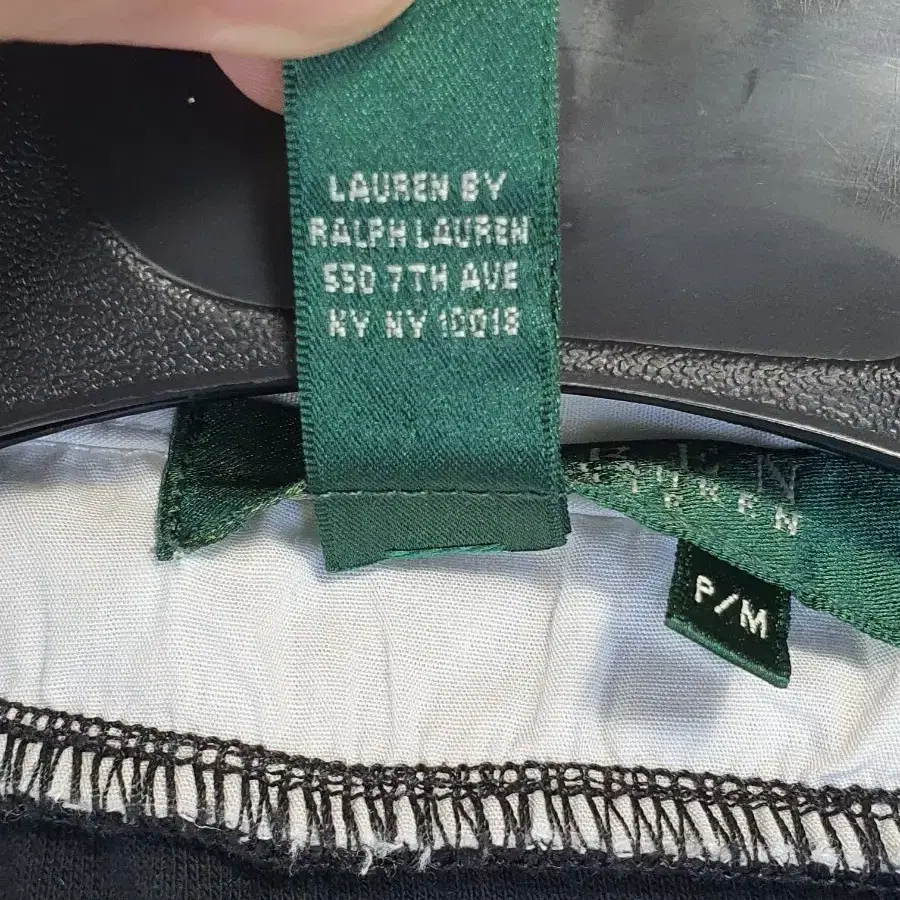 LAUREN BY
RALPH LAUREN
550 7TH AVE
NY NY 10018
P/M